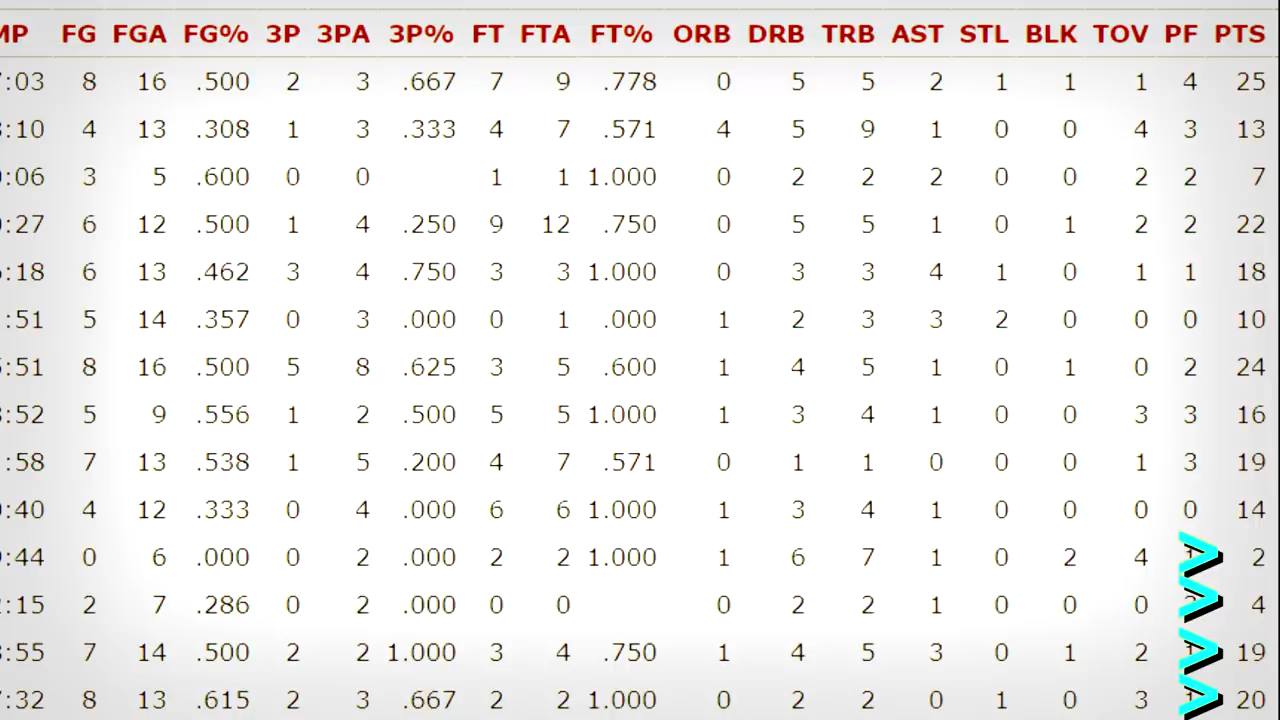 MP FG FGA FG% 3P 3PA 3P% FT FTA FT% ORB DRB TRB AST STL BLK TOV PF PTS
:03 8 16 .500 2 3 .667 7 9 .778 0 5 5 2 1 1 1 4 25
:10 4 13 .308 1 3 .333 4 7 .571 4 5 9 1 0 0 4 3 13
:06 3 5 .600 0 0 1 1 1.000 0 2 2 2 0 0 2 2 7
:27 6 12 .500 1 4 .250 9 12 .750 0 5 5 1 0 1 2 2 22
:18 6 13 .462 3 4 .750 3 3 1.000 0 3 3 4 1 0 1 1 18
:51 5 14 .357 0 3 .000 0 1 .000 1 2 3 3 2 0 0 0 10
:51 8 16 .500 5 8 .625 3 5 .600 1 4 5 1 0 1 0 2 24
:52 5 9 .556 1 2 .500 5 5 1.000 1 3 4 1 0 0 3 3 16
:58 7 13 .538 1 5 .200 4 7 .571 0 1 1 0 0 0 1 3 19
:40 4 12 .333 0 4 .000 6 6 1.000 1 3 4 1 0 0 0 0 14
:44 0 6 .000 0 2 .000 2 2 1.000 1 6 7 1 0 2 4 2
:15 2 7 .286 0 2 .000 0 0 0 2 2 1 0 0 0 4
:55 7 14 .500 2 2 1.000 3 4 .750 1 4 5 3 0 1 2 19
:32 8 13 .615 2 3 .667 2 2 1.000 0 2 2 0 1 0 3 20